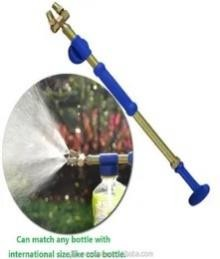 Can match any bottle with
international size,like cola bottle.